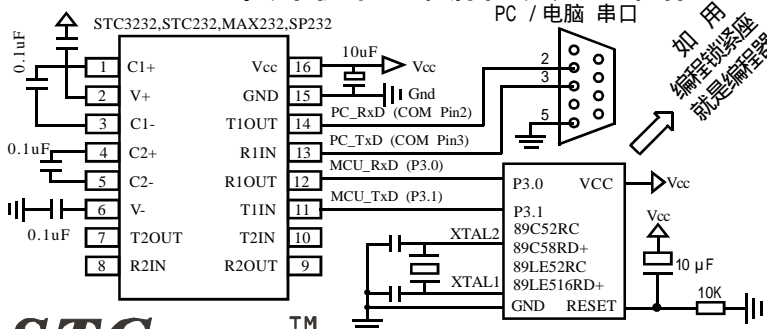 PC / 电脑 串口
STC3232,STC232,MAX232,SP232
如 用
编程锁紧座
就是编程器
0.1uF
10uF
1 C1+ Vcc 16 Vcc
2 V+ GND 15 Gnd
3 C1- T1OUT 14 PC_RxD (COM Pin2)
4 C2+ R1IN 13 PC_TxD (COM Pin3)
5 C2- R1OUT 12 MCU_RxD (P3.0)
6 V- T1IN 11 MCU_TxD (P3.1)
7 T2OUT T2IN 10
8 R2IN R2OUT 9
0.1uF
0.1uF
2
3
5
P3.0 VCC Vcc
P3.1
89C52RC
89C58RD+
89LE52RC
89LE516RD+
GND RESET
XTAL2
XTAL1
Vcc
10 μF
10K
STC TM